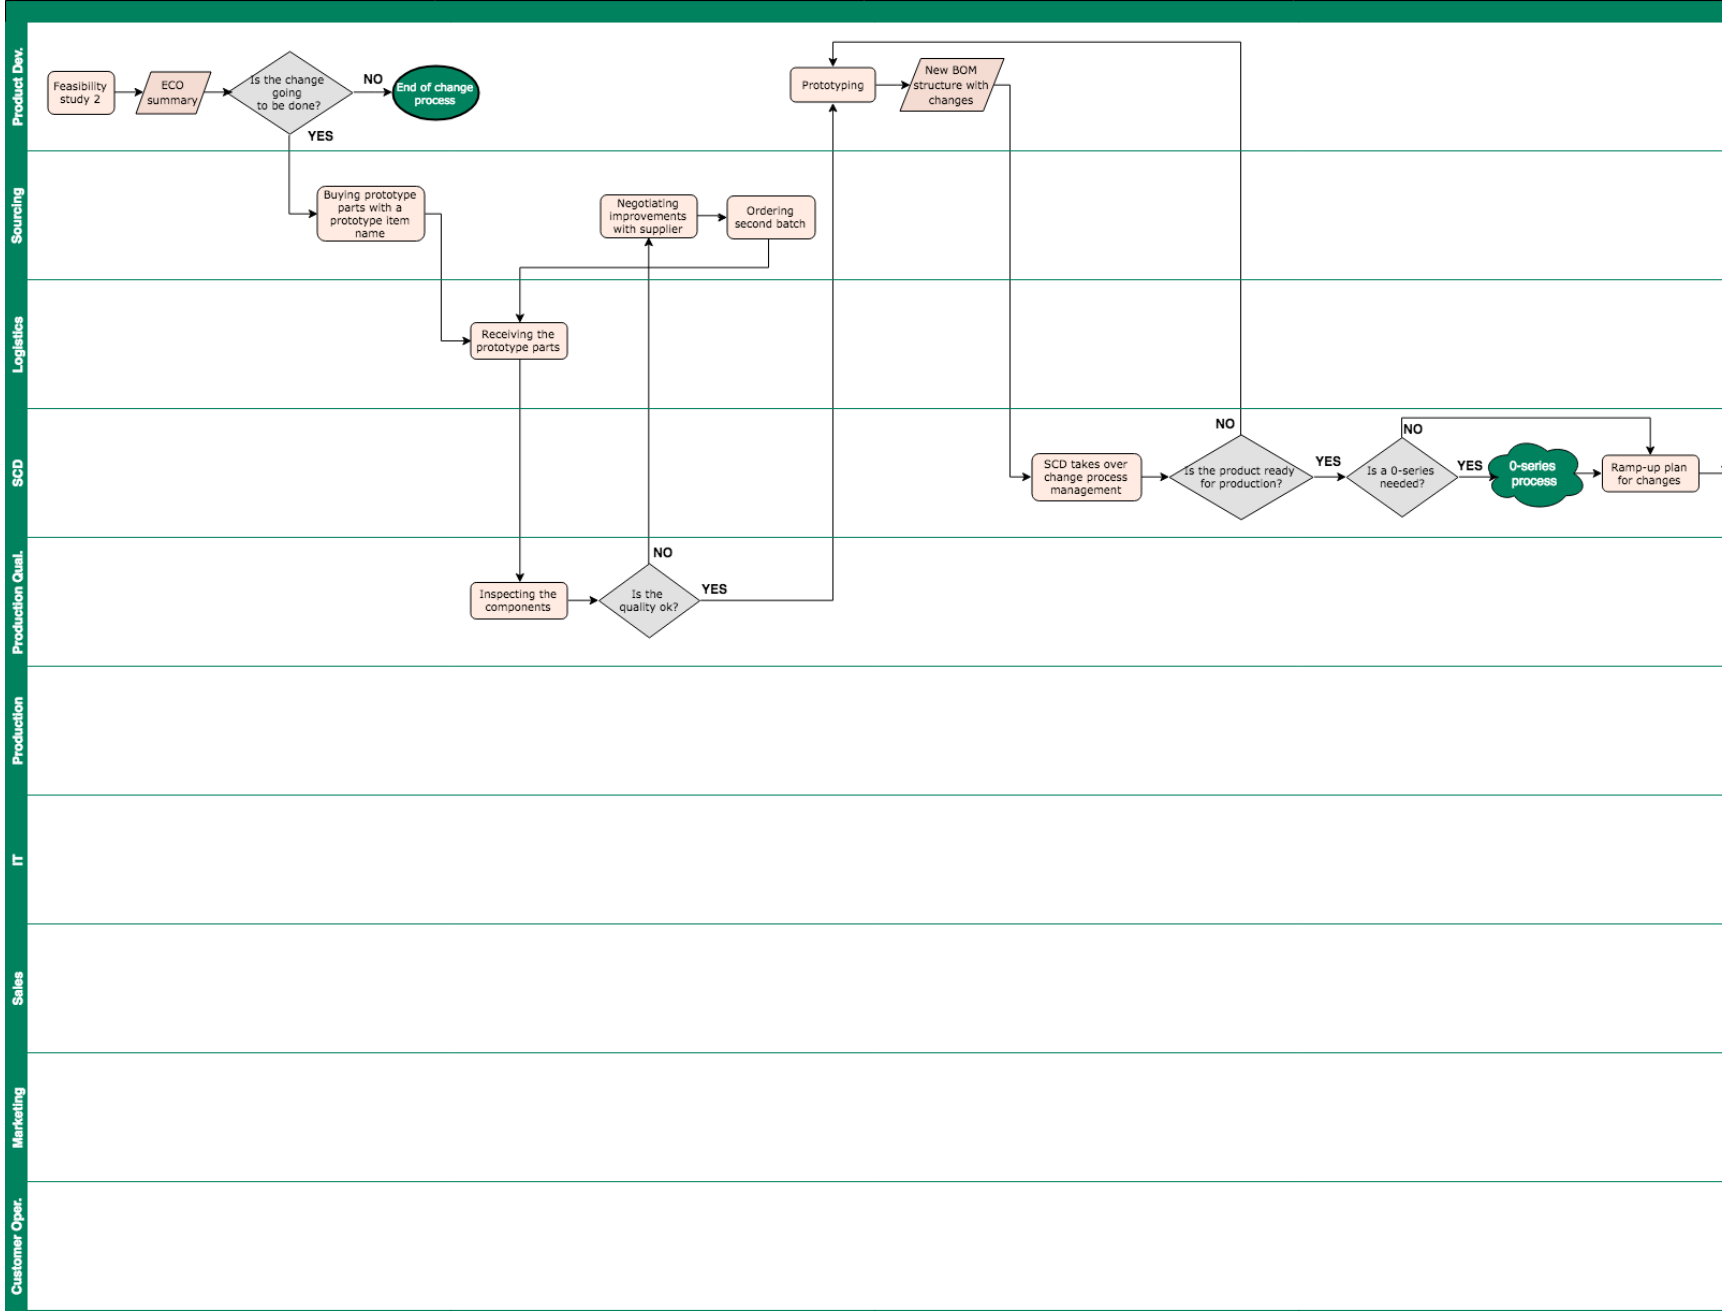 Product Dev.
Feasibility
study 2
ECO
summary
Is the change
going
to be done?
NO
End of change
process
YES
Prototyping
New BOM
structure with
changes
Sourcing
Buying prototype
parts with a
prototype item
name
Negotiating
improvements
with supplier
Ordering
second batch
Logistics
Receiving the
prototype parts
SCD
SCD takes over
change process
management
NO
Is the product ready
for production?
YES
NO
Is a 0-series
needed?
YES
0-series
process
Ramp-up plan
for changes
Production Qual.
Inspecting the
components
NO
Is the
quality ok?
YES
Production
IT
Sales
Marketing
Customer Oper.